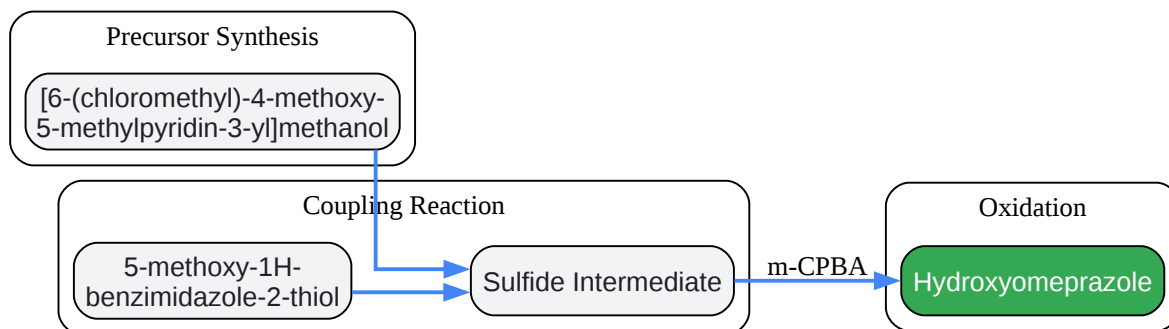 Precursor Synthesis
[6-(chloromethyl)-4-methoxy-
5-methylpyridin-3-yl]methanol
Coupling Reaction
5-methoxy-1H-
benzimidazole-2-thiol
Sulfide Intermediate
m-CPBA
Oxidation
Hydroxyomeprazole